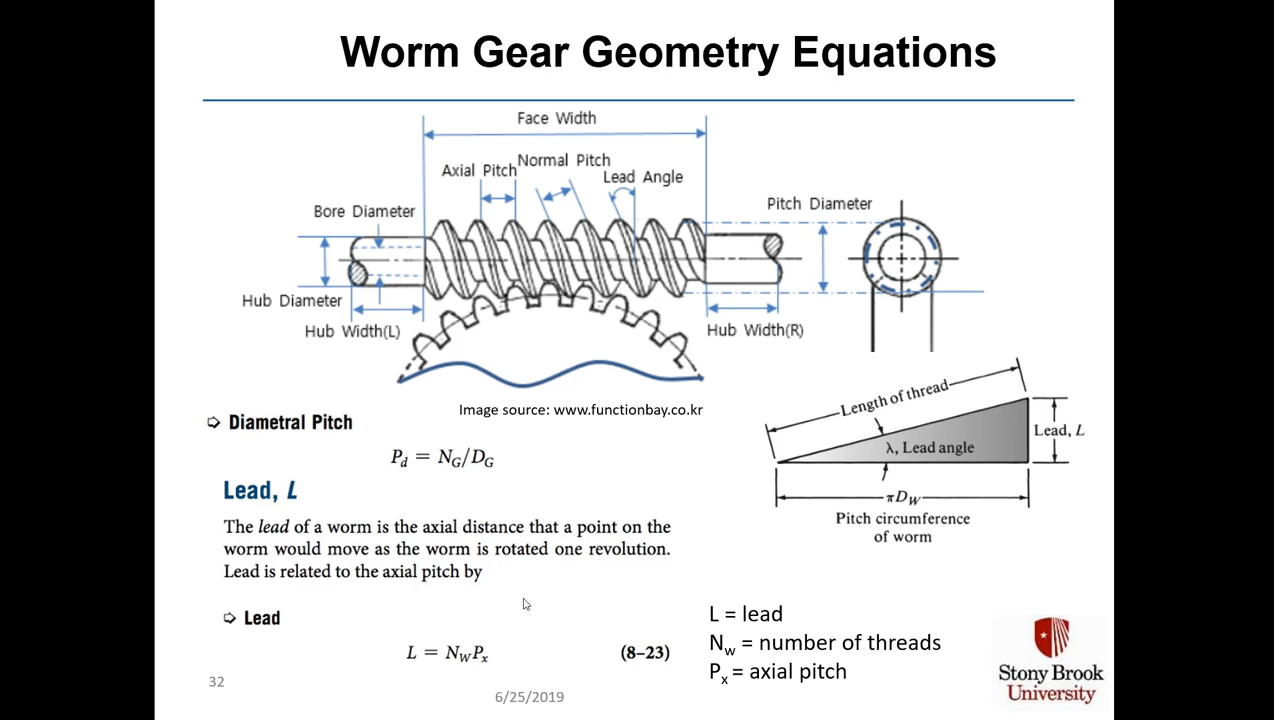 Worm Gear Geometry Equations
Face Width
Axial Pitch
Normal Pitch
Lead Angle
Bore Diameter
Pitch Diameter
Hub Diameter
Hub Width(L)
Hub Width(R)
Image source: www.functionbay.co.kr
➩ Diametral Pitch
P_d = N_G/D_G
Lead, L
The lead of a worm is the axial distance that a point on the
worm would move as the worm is rotated one revolution.
Lead is related to the axial pitch by
➩ Lead
L = N_W P_x (8–23)
Length of thread
Lead, L
λ, Lead angle
πD_W
Pitch circumference
of worm
L = lead
N_w = number of threads
P_x = axial pitch
Stony Brook
University
32
6/25/2019